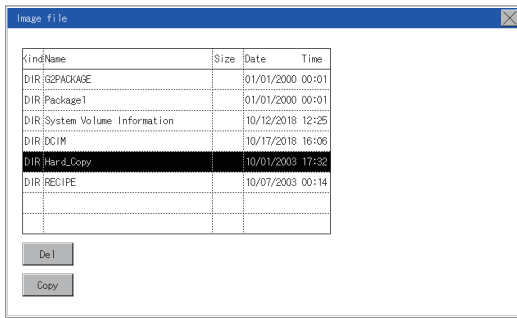 Image file
Kind Name Size Date Time
DIR G2PACKAGE 01/01/2000 00:01
DIR Package1 01/01/2000 00:01
DIR System Volume Information 10/12/2018 12:25
DIR DCIM 10/17/2018 16:06
DIR Hard_Copy 10/01/2003 17:32
DIR RECIPE 10/07/2003 00:14
Del
Copy